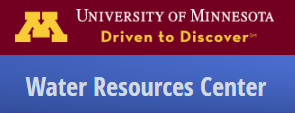 M UNIVERSITY OF MINNESOTA
Driven to Discover℠
Water Resources Center